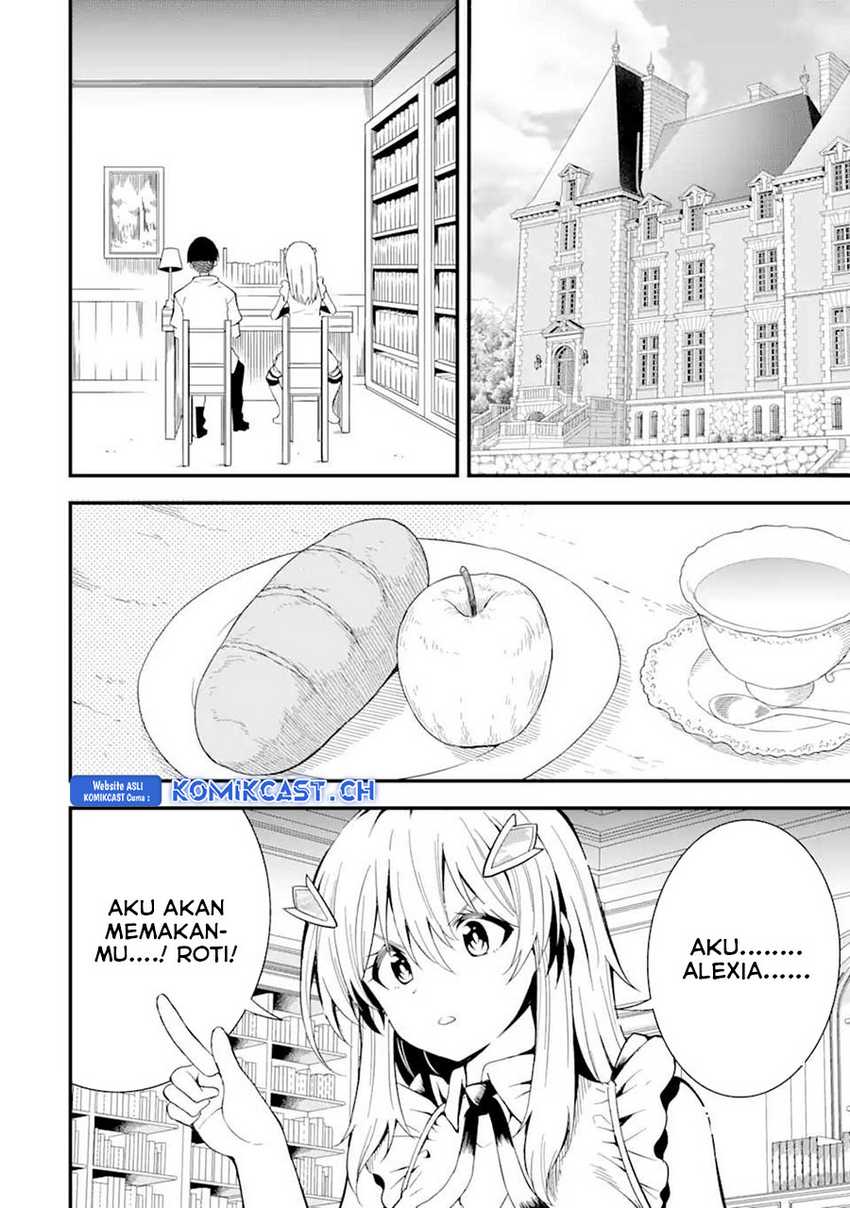 Website ASLI
KOMIKCAST Cuma :
KOMIKCAST.CH
AKU........
ALEXIA......
AKU AKAN
MEMAKAN-
MU....! ROTI!